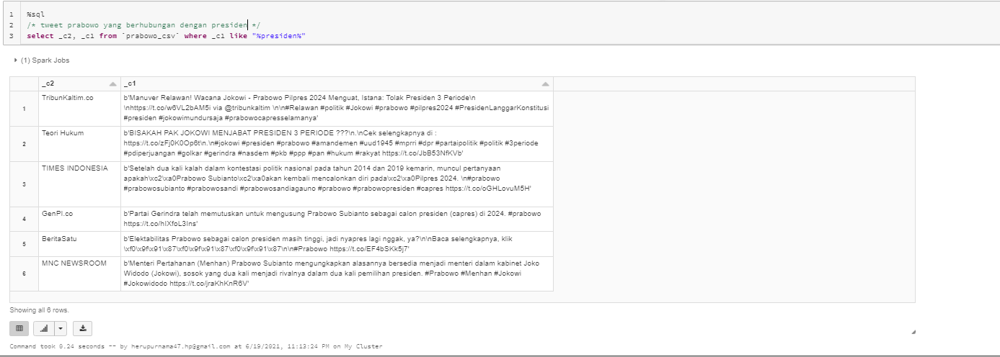 1 %sql
2 /* tweet prabowo yang berhubungan dengan presiden */
3 select _c2, _c1 from `prabowo_csv` where _c1 like "%presiden%"
(1) Spark Jobs
_c2 _c1
1 TribunKaltim.co b'Manuver Relawan! Wacana Jokowi - Prabowo Pilpres 2024 Menguat, Istana: Tolak Presiden 3 Periode\n
\nhttps://t.co/w6VL2bAM5i via @tribunkaltim \n\n#Relawan #politik #Jokowi #prabowo #pilpres2024 #PresidenLanggarKonstitusi
#presiden #jokowimundursaja #prabowocapresselamanya'
2 Teori Hukum b'BISAKAH PAK JOKOWI MENJABAT PRESIDEN 3 PERIODE ???\n.\nCek selengkapnya di :
https://t.co/zFj0K0Op6t\n.\n#jokowi #presiden #prabowo #amandemen #uud1945 #mprri #dpr #partaipolitik #politik #3periode
#pdiperjuangan #golkar #gerindra #nasdem #pkb #ppp #pan #hukum #rakyat https://t.co/JbB53NfKVb'
3 TIMES INDONESIA b'Setelah dua kali kalah dalam kontestasi politik nasional pada tahun 2014 dan 2019 kemarin, muncul pertanyaan
apakah\xc2\xa0Prabowo Subianto\xc2\xa0akan kembali mencalonkan diri pada\xc2\xa0Pilpres 2024. \n#prabowo
#prabowosubianto #prabowosandi #prabowosandiagauno #prabowo #prabowopresiden #capres https://t.co/oGHLovuM5H'
4 GenPI.co b'Partai Gerindra telah memutuskan untuk mengusung Prabowo Subianto sebagai calon presiden (capres) di 2024. #prabowo
https://t.co/hIXfoL3Ins'
5 BeritaSatu b'Elektabilitas Prabowo sebagai calon presiden masih tinggi, jadi nyapres lagi nggak, ya?\n\nBaca selengkapnya, klik
\xf0\x9f\x91\x87\xf0\x9f\x91\x87\xf0\x9f\x91\x87\n\n#Prabowo https://t.co/EF4bSKk5j7'
6 MNC NEWSROOM b'Menteri Pertahanan (Menhan) Prabowo Subianto mengungkapkan alasannya bersedia menjadi menteri dalam kabinet Joko
Widodo (Jokowi), sosok yang dua kali menjadi rivalnya dalam dua kali pemilihan presiden. #Prabowo #Menhan #Jokowi
#Jokowidodo https://t.co/jraKhKnR6V'
Showing all 6 rows.
Command took 0.24 seconds -- by herupurnama47.hp@gmail.com at 6/19/2021, 11:13:24 PM on My Cluster